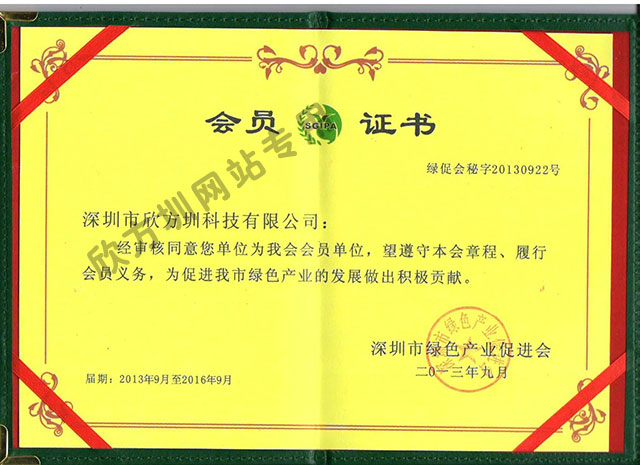 会员 SGIPA 证书
绿促会秘字20130922号
深圳市欣方圳科技有限公司：
经审核同意您单位为我会会员单位，望遵守本会章程、履行
会员义务，为促进我市绿色产业的发展做出积极贡献。
深圳市绿色产业促进会
二〇一三年九月
届期：2013年9月至2016年9月
欣方圳网站专用